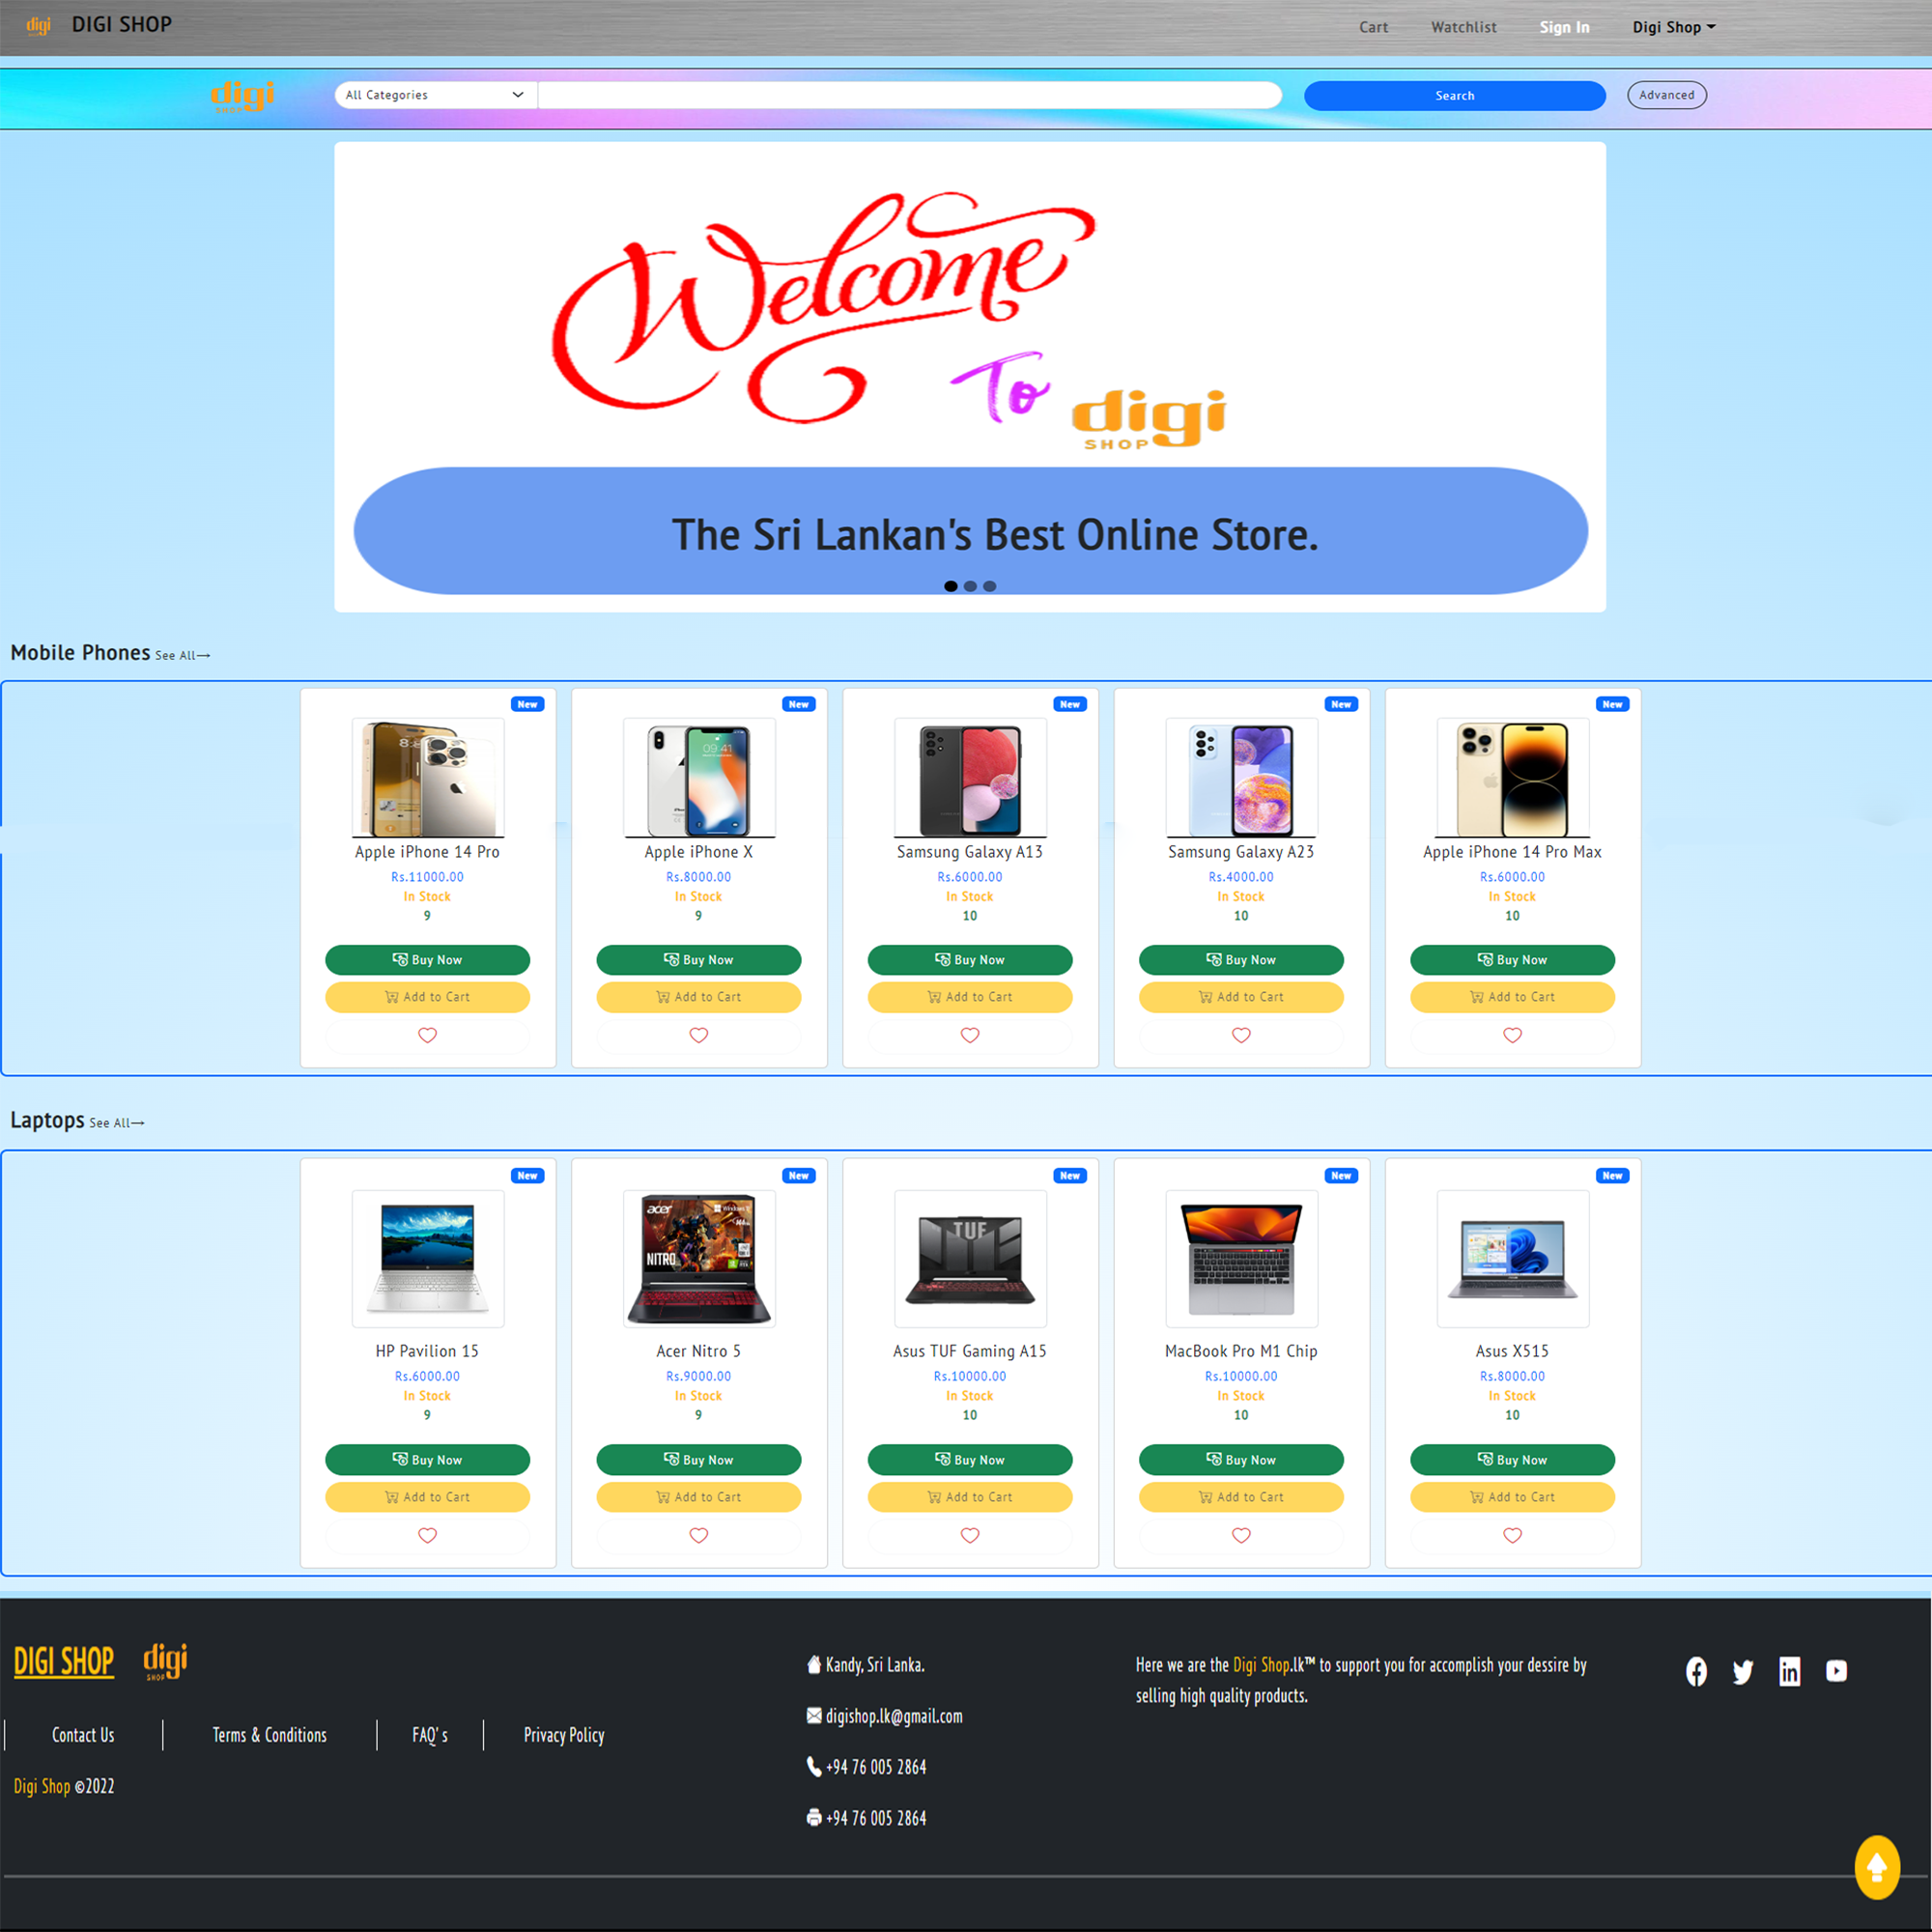 digi DIGI SHOP Cart Watchlist Sign In Digi Shop
digi
SHOP
All Categories Search Advanced
Welcome
To digi
SHOP
The Sri Lankan's Best Online Store.
Mobile Phones See All→
New New New New New
09:41
Apple iPhone 14 Pro Apple iPhone X Samsung Galaxy A13 Samsung Galaxy A23 Apple iPhone 14 Pro Max
Rs.11000.00 Rs.8000.00 Rs.6000.00 Rs.4000.00 Rs.6000.00
In Stock In Stock In Stock In Stock In Stock
9 9 10 10 10
Buy Now Buy Now Buy Now Buy Now Buy Now
Add to Cart Add to Cart Add to Cart Add to Cart Add to Cart
Laptops See All→
New New New New New
acer
TUF
NITRO
HP Pavilion 15 Acer Nitro 5 Asus TUF Gaming A15 MacBook Pro M1 Chip Asus X515
Rs.6000.00 Rs.9000.00 Rs.10000.00 Rs.10000.00 Rs.8000.00
In Stock In Stock In Stock In Stock In Stock
9 9 10 10 10
Buy Now Buy Now Buy Now Buy Now Buy Now
Add to Cart Add to Cart Add to Cart Add to Cart Add to Cart
DIGI SHOP digi
SHOP
Contact Us Terms & Conditions FAQ' s Privacy Policy
Digi Shop ©2022
Kandy, Sri Lanka.
digishop.lk@gmail.com
+94 76 005 2864
+94 76 005 2864
Here we are the Digi Shop.lk™ to support you for accomplish your dessire by
selling high quality products.
in